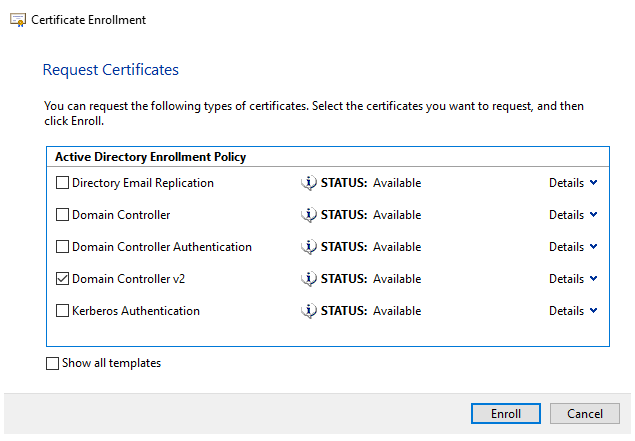 Certificate Enrollment
Request Certificates
You can request the following types of certificates. Select the certificates you want to request, and then
click Enroll.
Active Directory Enrollment Policy
Directory Email Replication STATUS: Available Details
Domain Controller STATUS: Available Details
Domain Controller Authentication STATUS: Available Details
Domain Controller v2 STATUS: Available Details
Kerberos Authentication STATUS: Available Details
Show all templates
Enroll Cancel